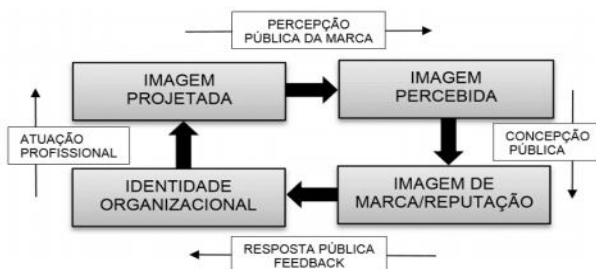 PERCEPÇÃO
PÚBLICA DA MARCA
IMAGEM
PROJETADA
IMAGEM
PERCEBIDA
ATUAÇÃO
PROFISSIONAL
CONCEPÇÃO
PÚBLICA
IDENTIDADE
ORGANIZACIONAL
IMAGEM DE
MARCA/REPUTAÇÃO
RESPOSTA PÚBLICA
FEEDBACK